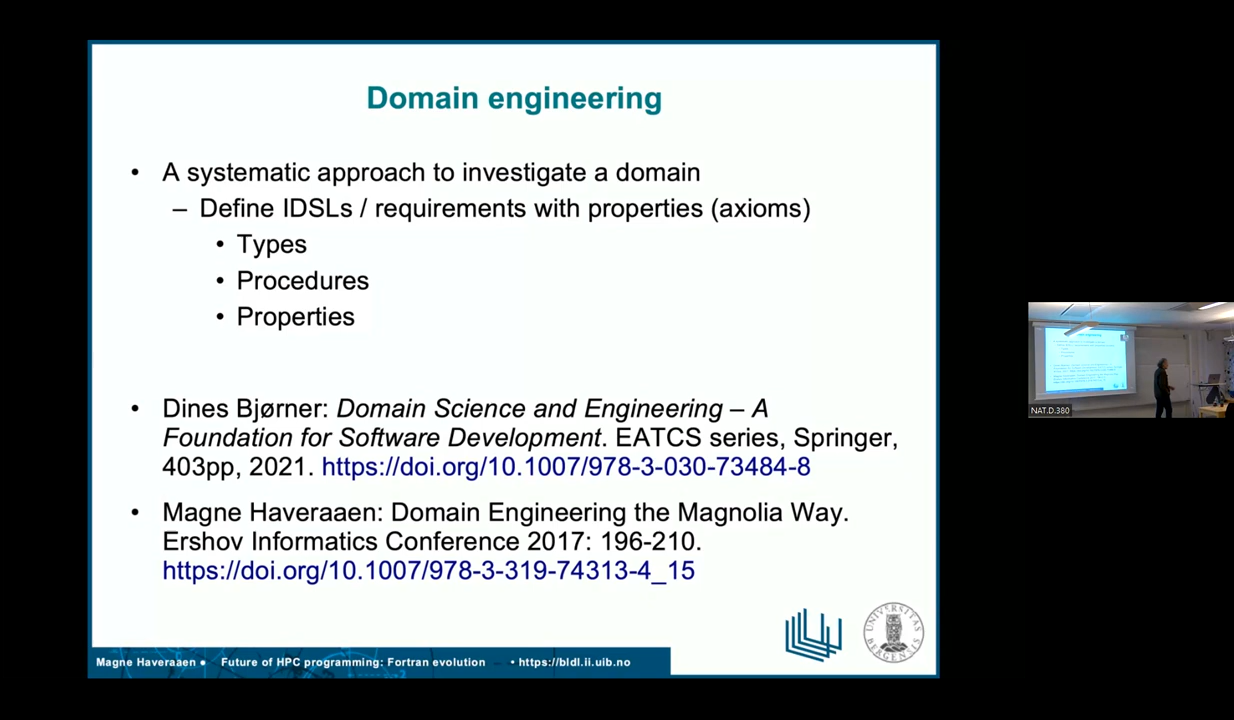 Domain engineering
• A systematic approach to investigate a domain
– Define IDSLs / requirements with properties (axioms)
• Types
• Procedures
• Properties
• Dines Bjørner: Domain Science and Engineering – A
Foundation for Software Development. EATCS series, Springer,
403pp, 2021. https://doi.org/10.1007/978-3-030-73484-8
• Magne Haveraaen: Domain Engineering the Magnolia Way.
Ershov Informatics Conference 2017: 196-210.
https://doi.org/10.1007/978-3-319-74313-4_15
UNIVERSITAS
BERGENSIS
Magne Haveraaen • Future of HPC programming: Fortran evolution • https://bldl.ii.uib.no
NAT.D.380